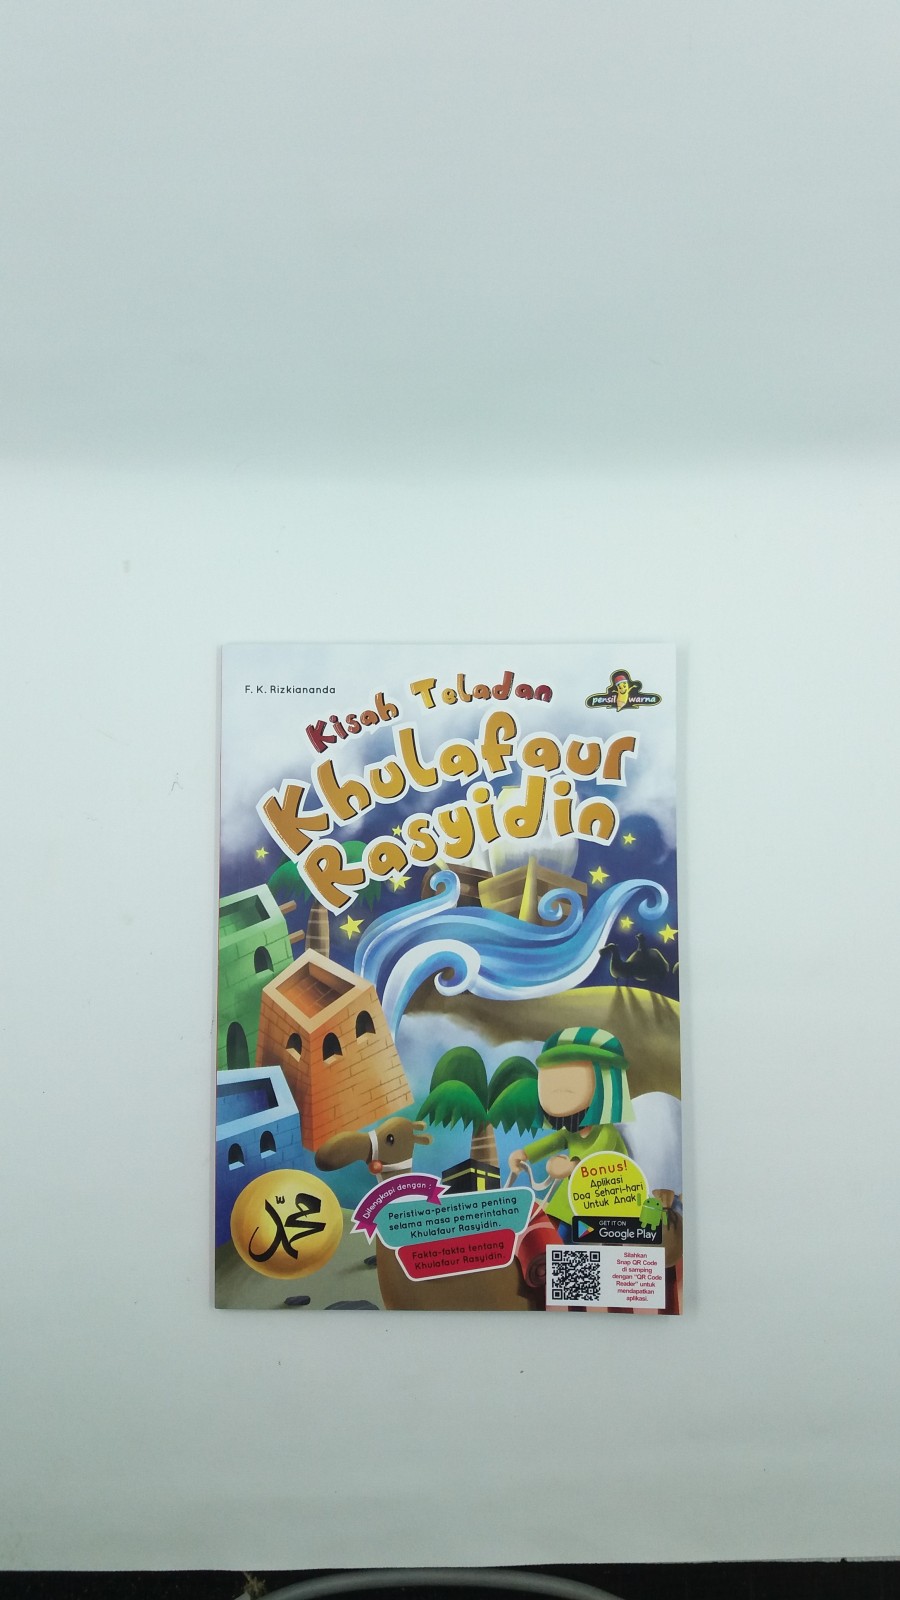 F. K. Rizkiananda
pensil warna
Kisah Teladan
Khulafaur
Rasyidin
محمد
Dilengkapi dengan :
Peristiwa-peristiwa penting
selama masa pemerintahan
Khulafaur Rasyidin.
Fakta-fakta tentang
Khulafaur Rasyidin.
Bonus!
Aplikasi
Doa Sehari-hari
Untuk Anak
GET IT ON
Google Play
Silahkan
Snap QR Code
di samping
dengan "QR Code
Reader" untuk
mendapatkan
aplikasi.